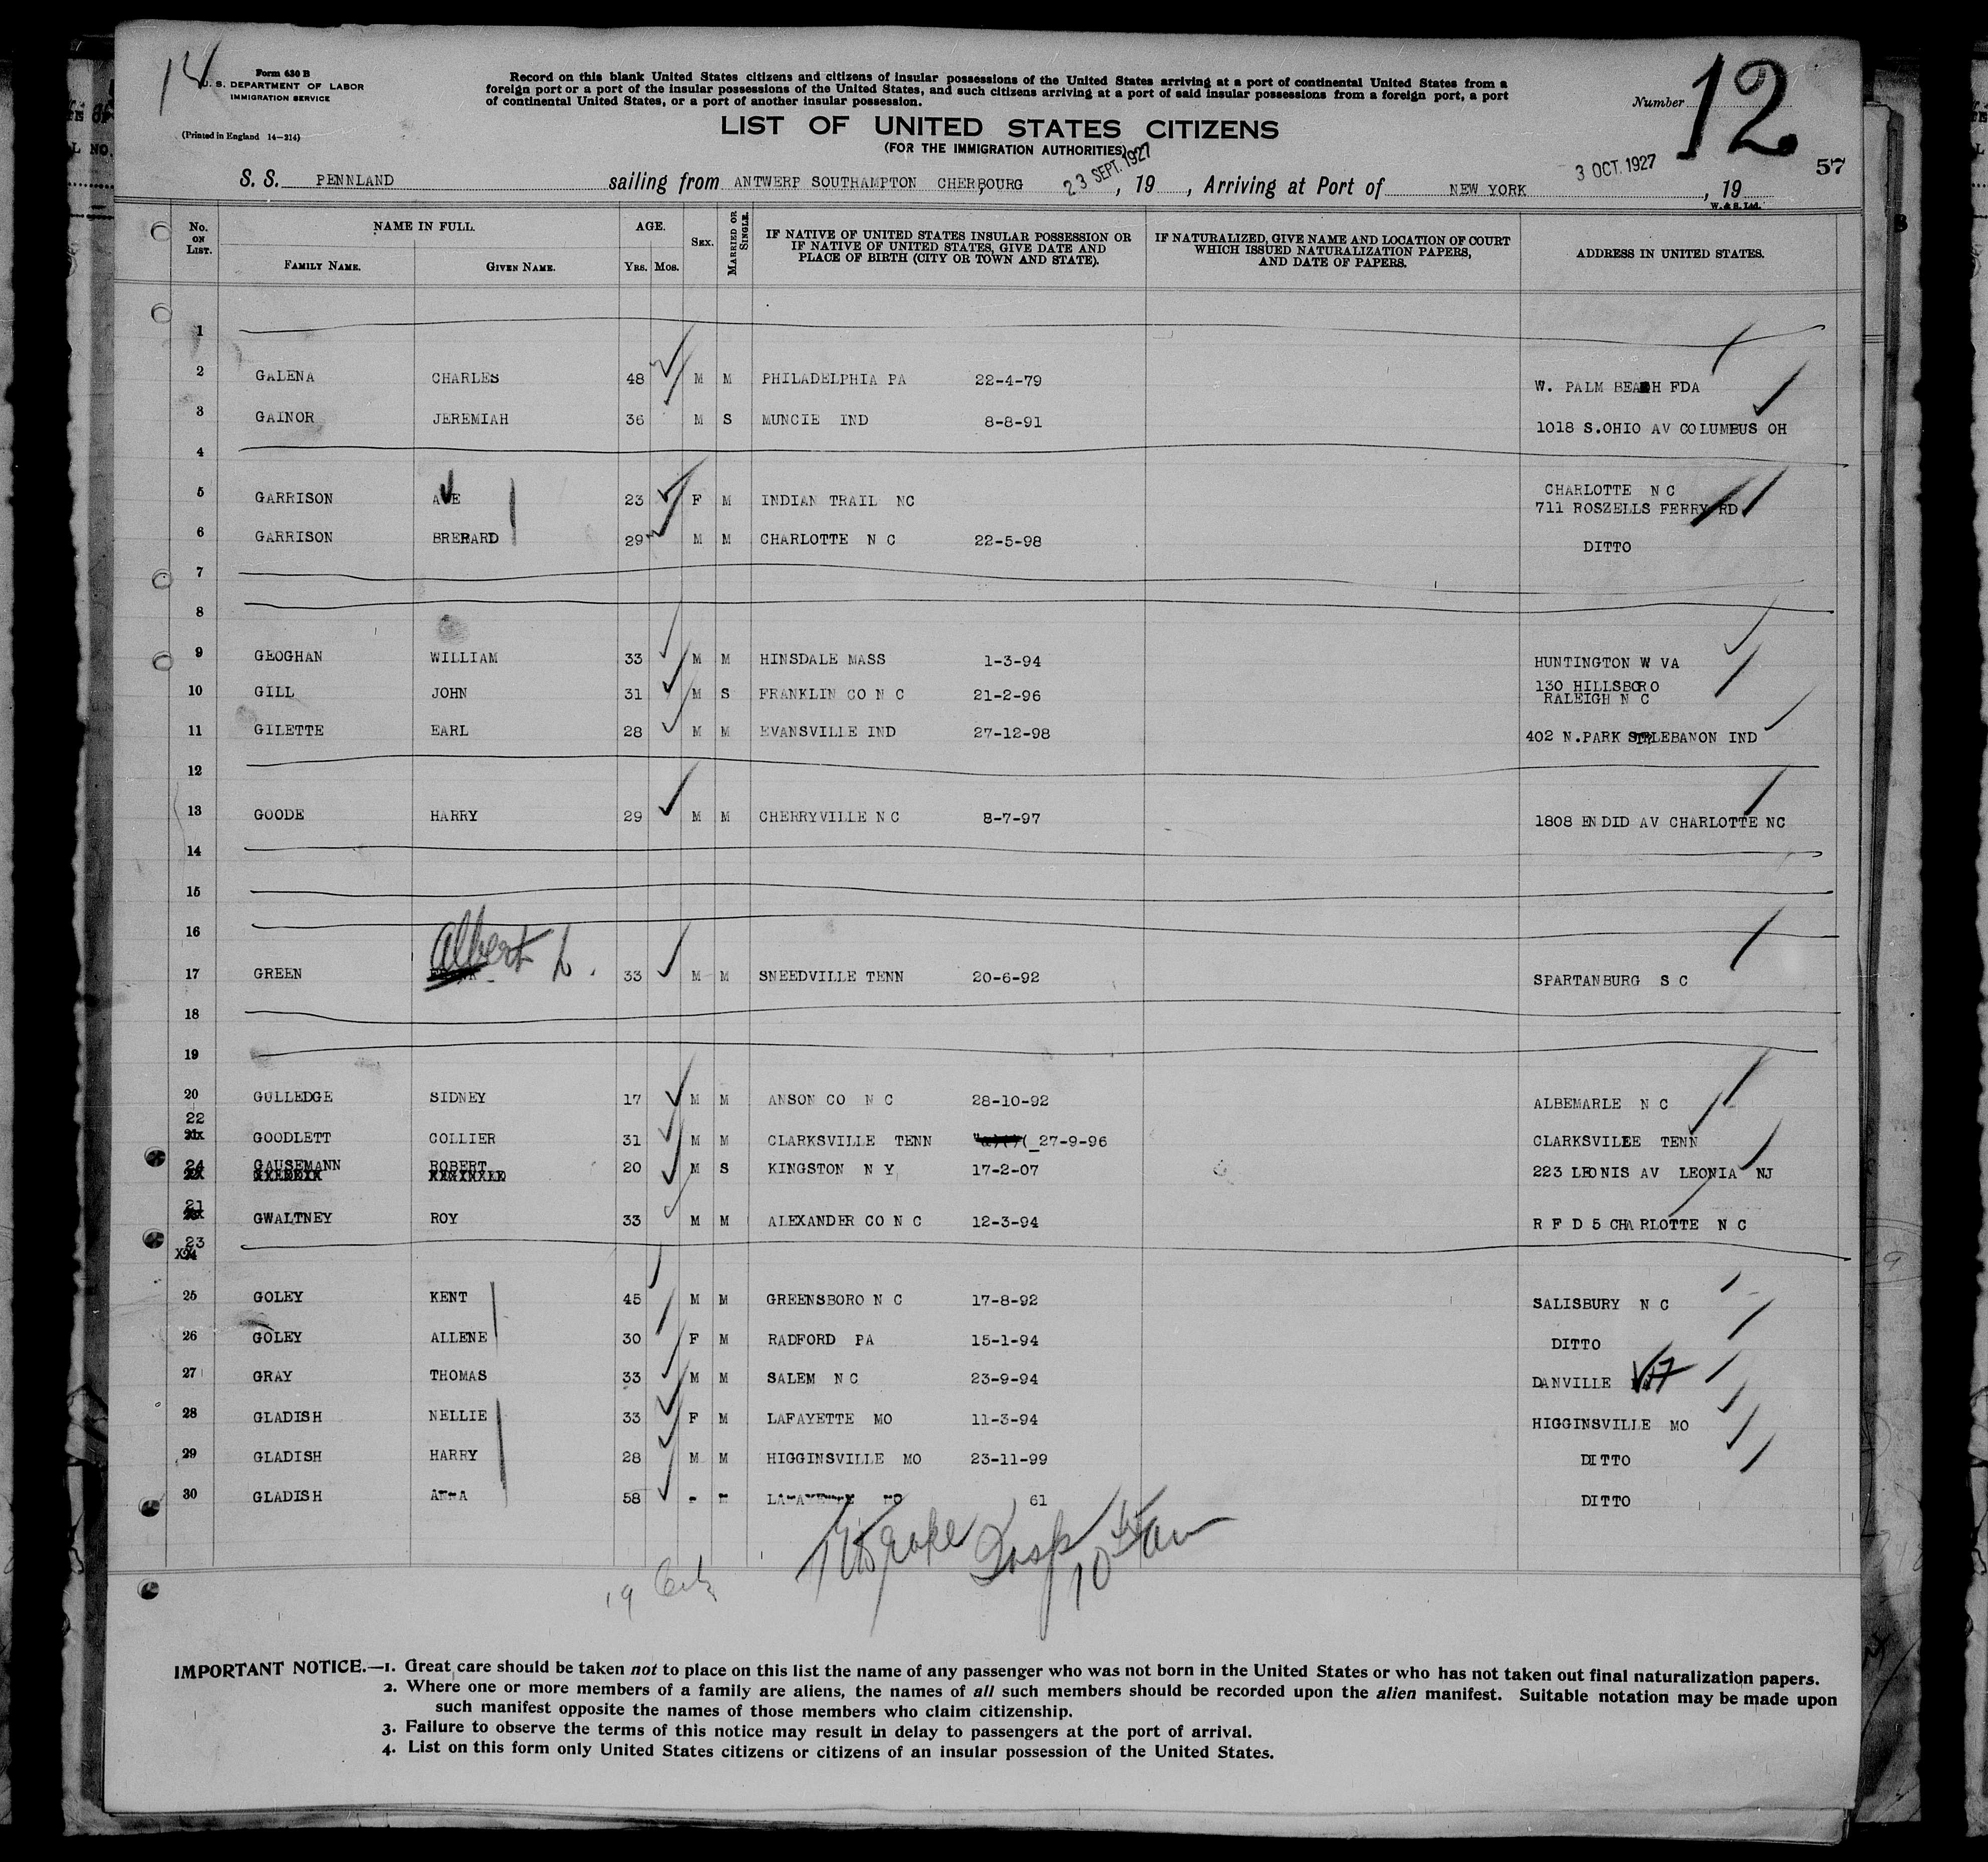 14
Form 630 B
U. S. DEPARTMENT OF LABOR
IMMIGRATION SERVICE
(Printed in England 14—214)
Record on this blank United States citizens and citizens of insular possessions of the United States arriving at a port of continental United States from a
foreign port or a port of the insular possessions of the United States, and such citizens arriving at a port of said insular possessions from a foreign port, a port
of continental United States, or a port of another insular possession.
Number 12
LIST OF UNITED STATES CITIZENS
(FOR THE IMMIGRATION AUTHORITIES)
57
S. S. PENNLAND sailing from ANTWERP SOUTHAMPTON CHERBOURG 23 SEPT. 1927, 19 , Arriving at Port of NEW YORK 3 OCT. 1927, 19
W. & S. Ltd.
No. ON LIST. NAME IN FULL. FAMILY NAME. GIVEN NAME. AGE. YRS. MOS. SEX. MARRIED OR SINGLE. IF NATIVE OF UNITED STATES INSULAR POSSESSION OR IF NATIVE OF UNITED STATES, GIVE DATE AND PLACE OF BIRTH (CITY OR TOWN AND STATE). IF NATURALIZED, GIVE NAME AND LOCATION OF COURT WHICH ISSUED NATURALIZATION PAPERS, AND DATE OF PAPERS. ADDRESS IN UNITED STATES.
1
2 GALENA CHARLES 48 M M PHILADELPHIA PA 22-4-79 W. PALM BEACH FDA
3 GAINOR JEREMIAH 36 M S MUNCIE IND 8-8-91 1018 S.OHIO AV COLUMBUS OH
4
5 GARRISON 23 F M INDIAN TRAIL NC CHARLOTTE N C
711 ROSZELLS FERRY RD
6 GARRISON BRERARD 29 M M CHARLOTTE N C 22-5-98 DITTO
7
8
9 GEOGHAN WILLIAM 33 M M HINSDALE MASS 1-3-94 HUNTINGTON W VA
10 GILL JOHN 31 M S FRANKLIN CO N C 21-2-96 130 HILLSBORO
RALEIGH N C
11 GILETTE EARL 28 M M EVANSVILLE IND 27-12-98 402 N.PARK LEBANON IND
12
13 GOODE HARRY 29 M M CHERRYVILLE N C 8-7-97 1808 ENDID AV CHARLOTTE NC
14
15
16
17 GREEN Albert L. 33 M M SNEEDVILLE TENN 20-6-92 SPARTANBURG S C
18
19
20 GULLEDGE SIDNEY 17 M M ANSON CO N C 28-10-92 ALBEMARLE N C
22 GOODLETT COLLIER 31 M M CLARKSVILLE TENN 27-9-96 CLARKSVILLE TENN
24 GAUSEMANN ROBERT 20 M S KINGSTON N Y 17-2-07 223 LEONIS AV LEONIA NJ
21 GWALTNEY ROY 33 M M ALEXANDER CO N C 12-3-94 R F D 5 CHARLOTTE N C
23
25 GOLEY KENT 45 M M GREENSBORO N C 17-8-92 SALISBURY N C
26 GOLEY ALLENE 30 F M RADFORD PA 15-1-94 DITTO
27 GRAY THOMAS 33 M M SALEM N C 23-9-94 DANVILLE
28 GLADISH NELLIE 33 F M LAFAYETTE MO 11-3-94 HIGGINSVILLE MO
29 GLADISH HARRY 28 M M HIGGINSVILLE MO 23-11-99 DITTO
30 GLADISH 58 61 DITTO
19
IMPORTANT NOTICE.—1. Great care should be taken not to place on this list the name of any passenger who was not born in the United States or who has not taken out final naturalization papers.
2. Where one or more members of a family are aliens, the names of all such members should be recorded upon the alien manifest. Suitable notation may be made upon
such manifest opposite the names of those members who claim citizenship.
3. Failure to observe the terms of this notice may result in delay to passengers at the port of arrival.
4. List on this form only United States citizens or citizens of an insular possession of the United States.